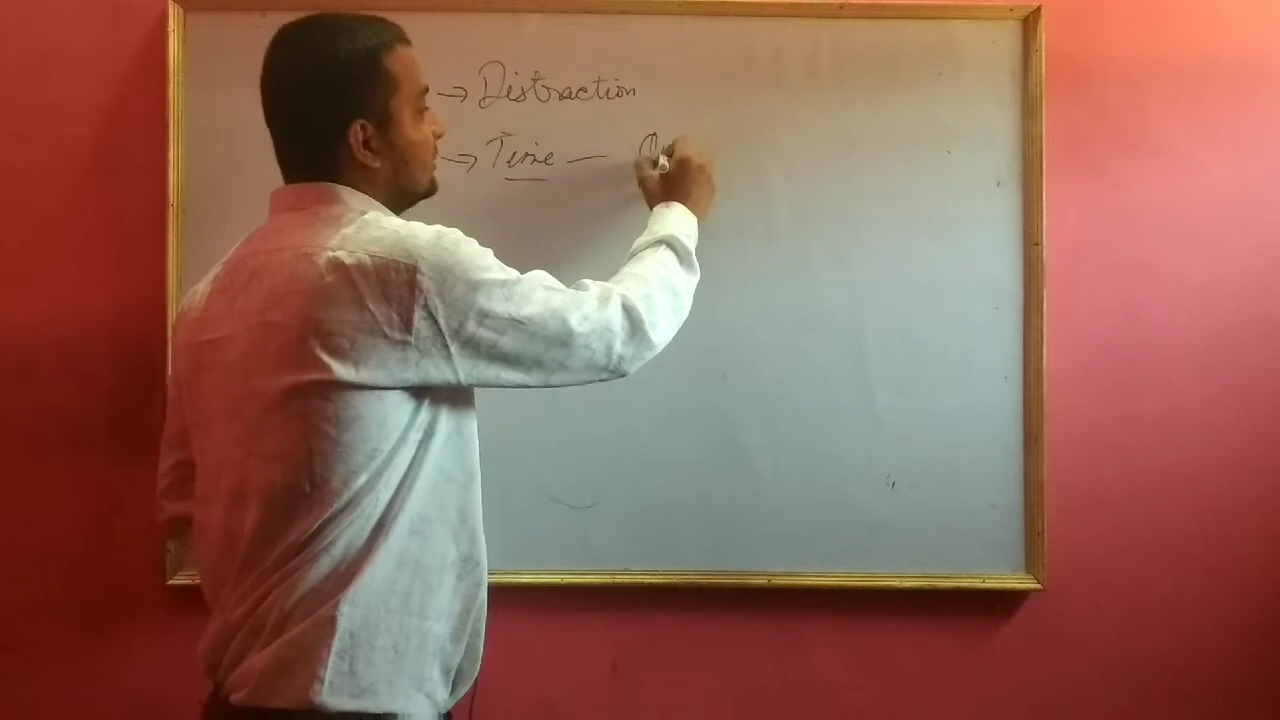 → Distraction
→ Time —